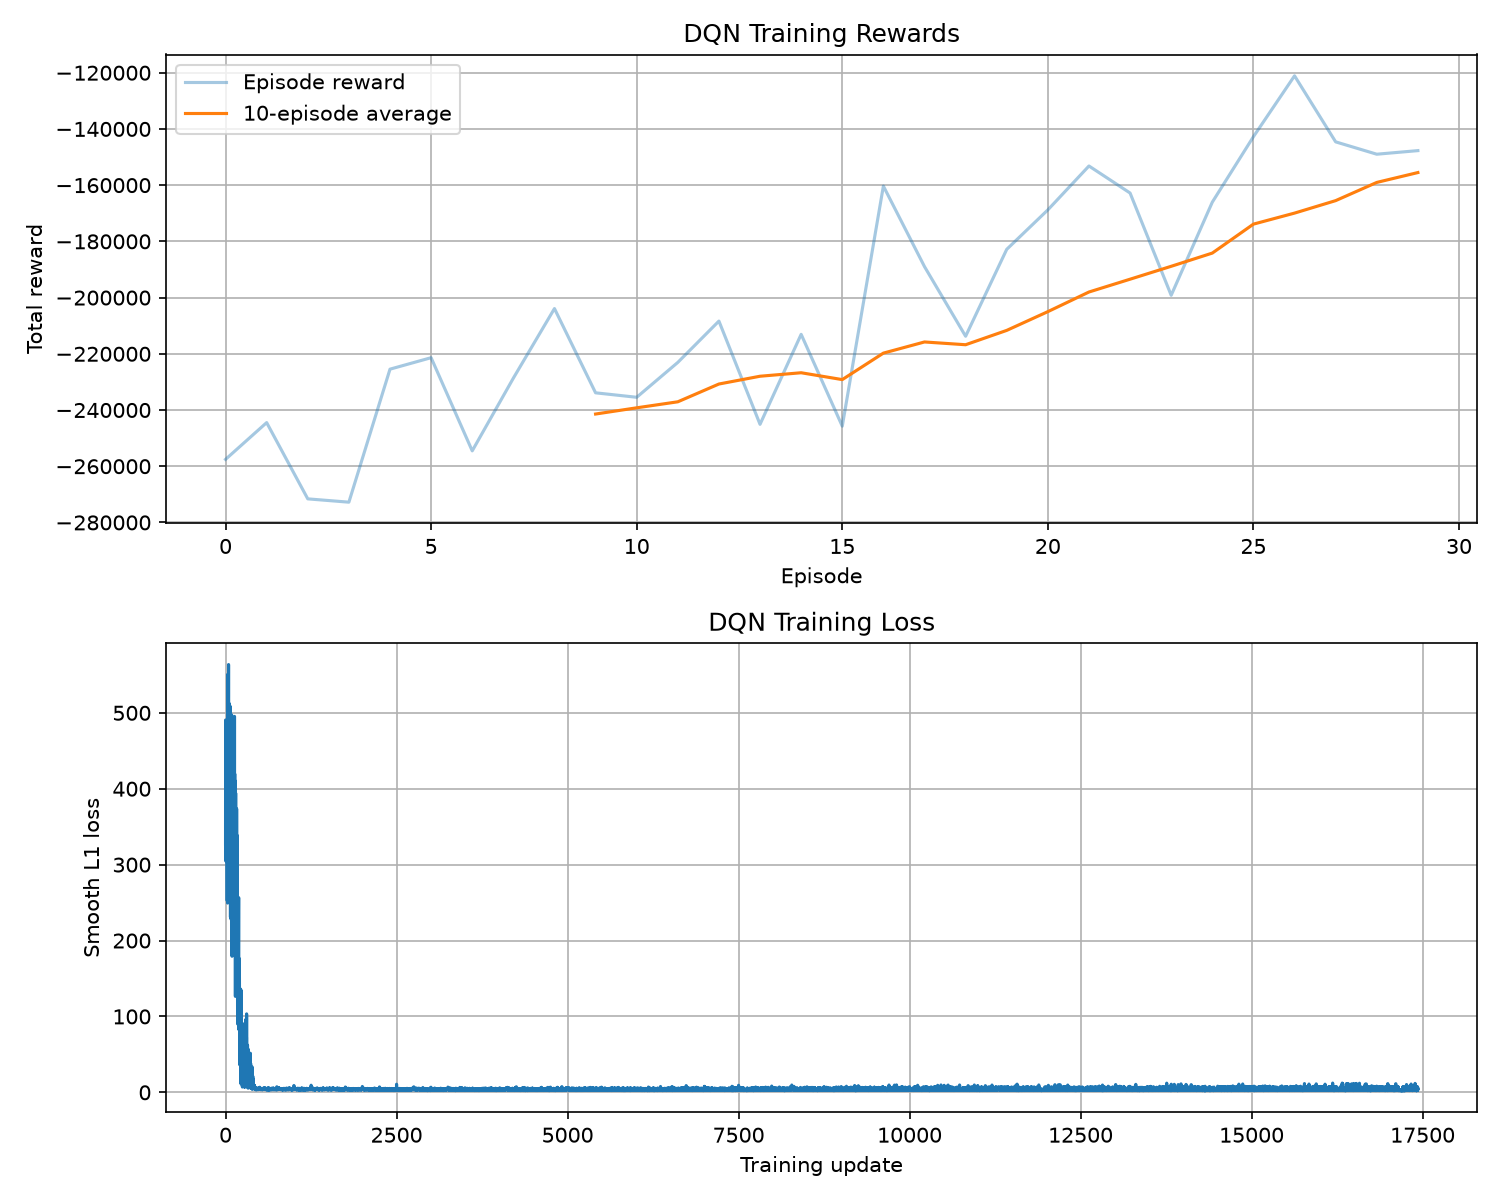 DQN Training Rewards
Episode reward
10-episode average
−120000
−140000
−160000
−180000
−200000
−220000
−240000
−260000
−280000
Total reward
0 5 10 15 20 25 30
Episode
DQN Training Loss
500
400
300
200
100
0
Smooth L1 loss
0 2500 5000 7500 10000 12500 15000 17500
Training update